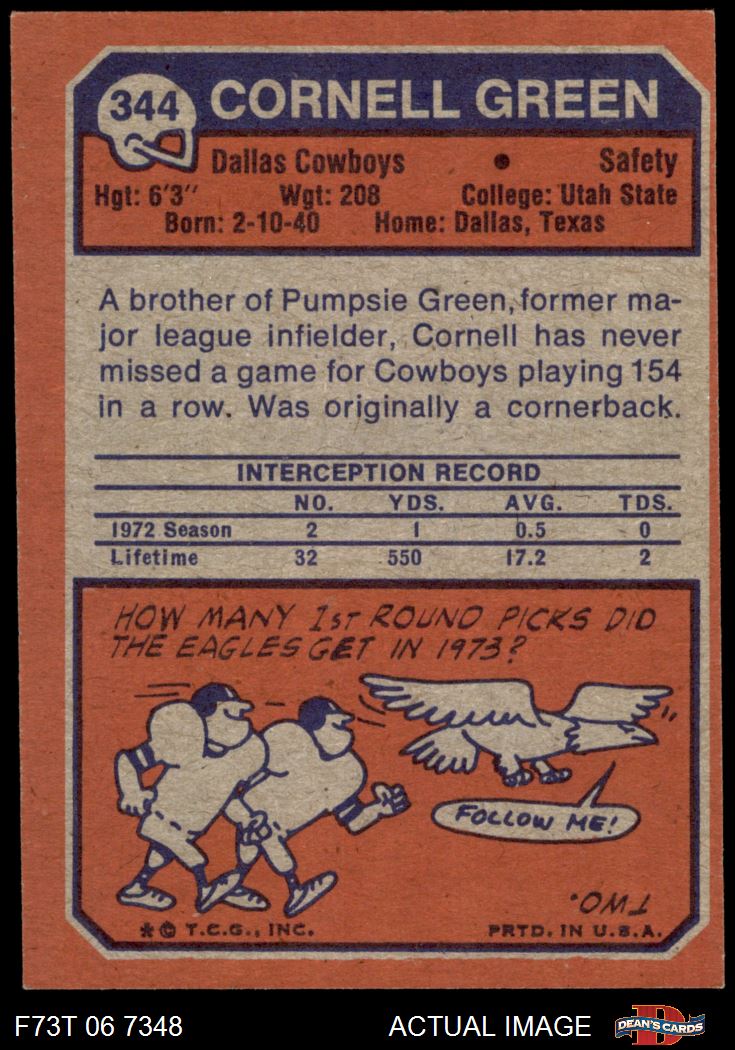 344 CORNELL GREEN
Dallas Cowboys • Safety
Hgt: 6'3" Wgt: 208 College: Utah State
Born: 2-10-40 Home: Dallas, Texas
A brother of Pumpsie Green, former ma-
jor league infielder, Cornell has never
missed a game for Cowboys playing 154
in a row. Was originally a cornerback.
INTERCEPTION RECORD
NO. YDS. AVG. TDS.
1972 Season 2 1 0.5 0
Lifetime 32 550 17.2 2
HOW MANY 1ST ROUND PICKS DID
THE EAGLES GET IN 1973?
FOLLOW ME!
TWO.
* © T.C.G., INC. PRTD. IN U.S.A.
F73T 06 7348 ACTUAL IMAGE D DEAN'S CARDS